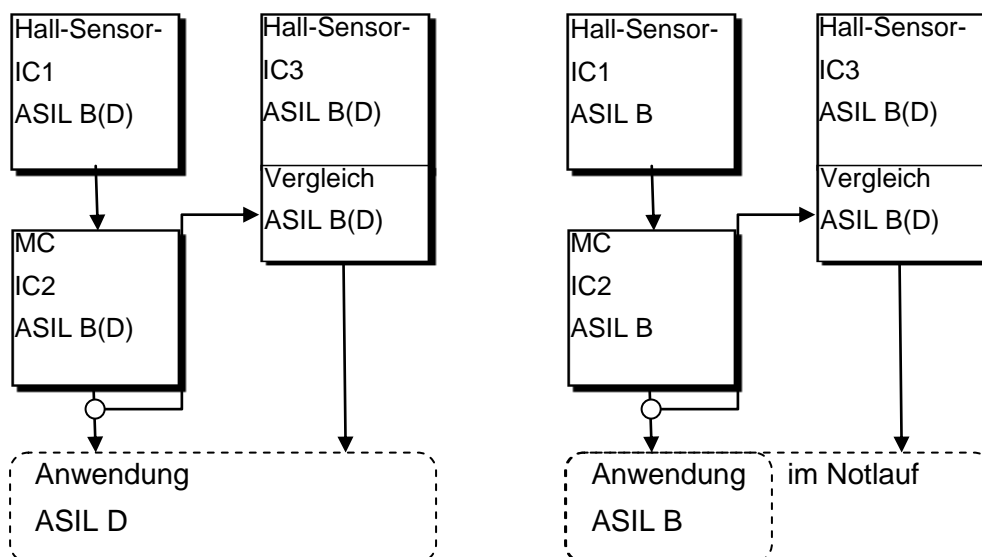 Hall-Sensor-
IC1
ASIL B(D)
Hall-Sensor-
IC3
ASIL B(D)
Vergleich
ASIL B(D)
MC
IC2
ASIL B(D)
Anwendung
ASIL D
Hall-Sensor-
IC1
ASIL B
Hall-Sensor-
IC3
ASIL B(D)
Vergleich
ASIL B(D)
MC
IC2
ASIL B
Anwendung
ASIL B
im Notlauf